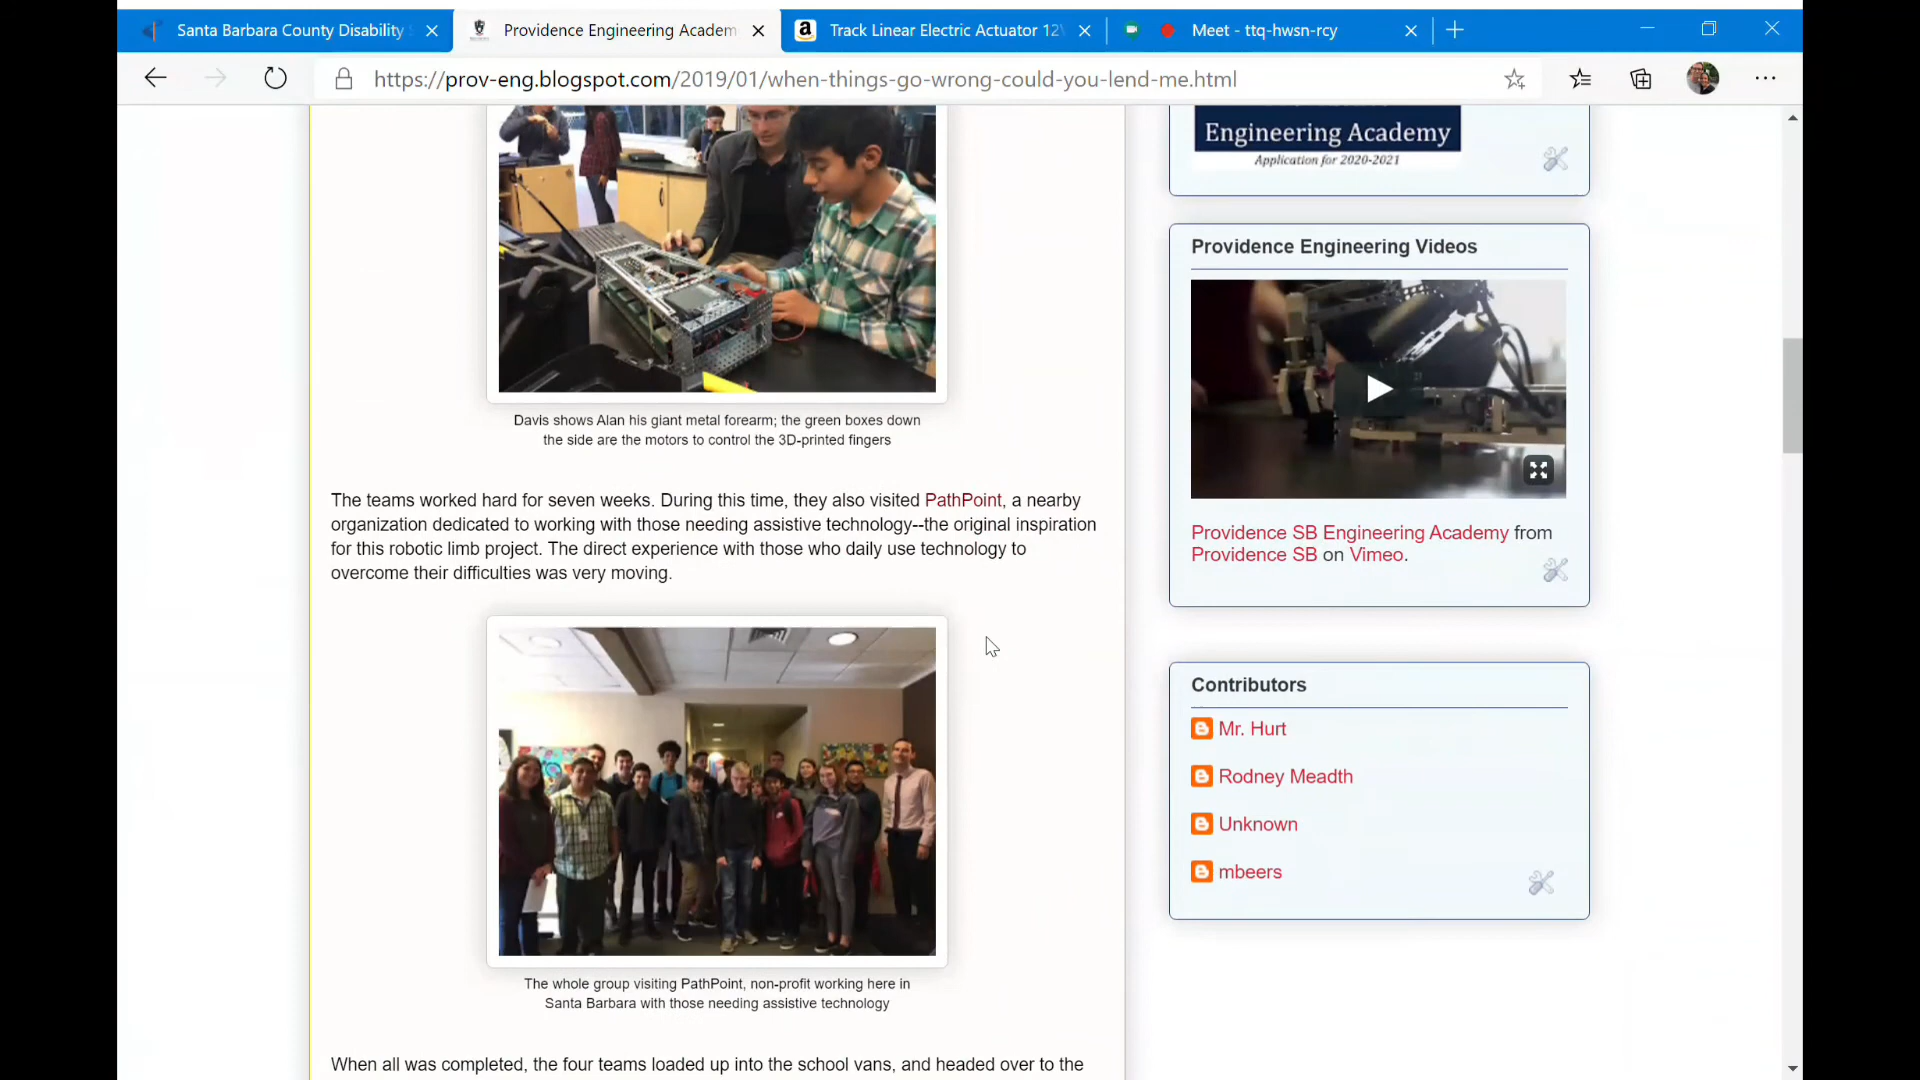 Santa Barbara County Disability
Providence Engineering Academ
Track Linear Electric Actuator 12V
Meet - ttq-hwsn-rcy
https://prov-eng.blogspot.com/2019/01/when-things-go-wrong-could-you-lend-me.html
Davis shows Alan his giant metal forearm; the green boxes down
the side are the motors to control the 3D-printed fingers
The teams worked hard for seven weeks. During this time, they also visited PathPoint, a nearby
organization dedicated to working with those needing assistive technology--the original inspiration
for this robotic limb project. The direct experience with those who daily use technology to
overcome their difficulties was very moving.
The whole group visiting PathPoint, non-profit working here in
Santa Barbara with those needing assistive technology
When all was completed, the four teams loaded up into the school vans, and headed over to the
Engineering Academy
Application for 2020-2021
Providence Engineering Videos
Providence SB Engineering Academy from
Providence SB on Vimeo.
Contributors
Mr. Hurt
Rodney Meadth
Unknown
mbeers